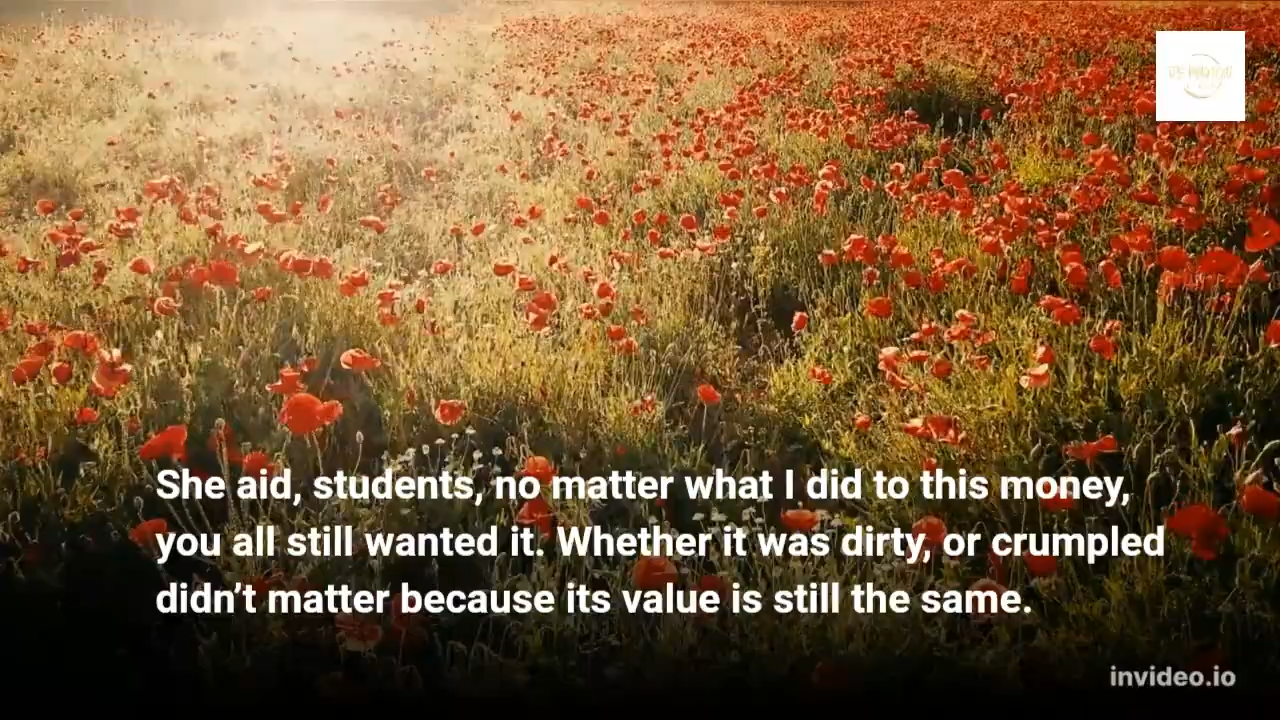 She aid, students, no matter what I did to this money,
you all still wanted it. Whether it was dirty, or crumpled
didn’t matter because its value is still the same.
invideo.io